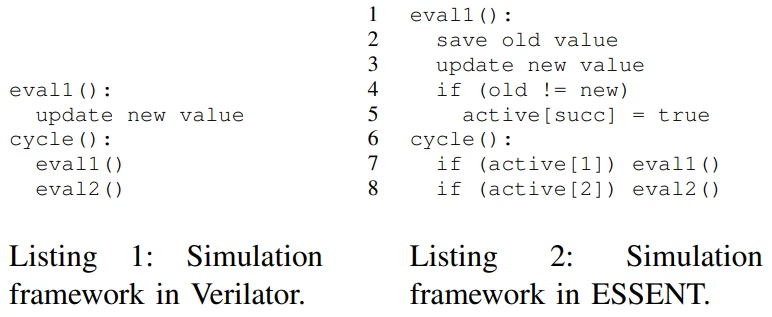 eval1():
  update new value
cycle():
  eval1()
  eval2()
Listing 1: Simulation
framework in Verilator.
1 eval1():
2   save old value
3   update new value
4   if (old != new)
5     active[succ] = true
6 cycle():
7   if (active[1]) eval1()
8   if (active[2]) eval2()
Listing 2: Simulation
framework in ESSENT.